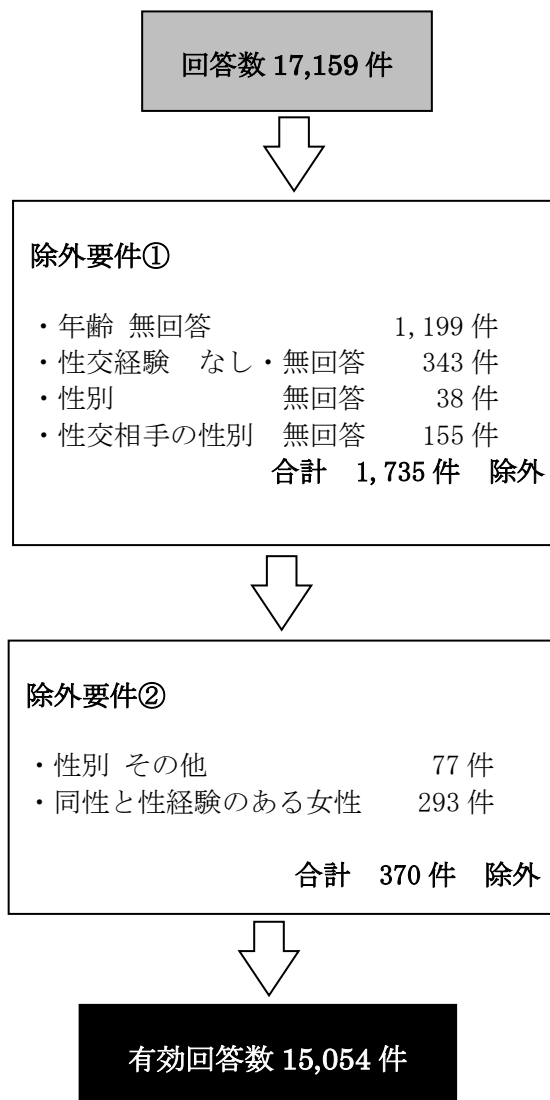 回答数 17,159 件
除外要件①
・年齢 無回答 1,199 件
・性交経験 なし・無回答 343 件
・性別 無回答 38 件
・性交相手の性別 無回答 155 件
合計 1,735 件 除外
除外要件②
・性別 その他 77 件
・同性と性経験のある女性 293 件
合計 370 件 除外
有効回答数 15,054 件